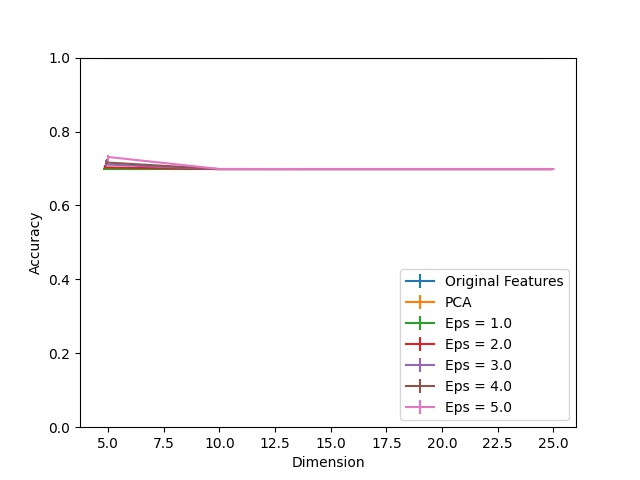 1.0
0.8
0.6
0.4
0.2
0.0
Accuracy
Original Features
PCA
Eps = 1.0
Eps = 2.0
Eps = 3.0
Eps = 4.0
Eps = 5.0
5.0 7.5 10.0 12.5 15.0 17.5 20.0 22.5 25.0
Dimension